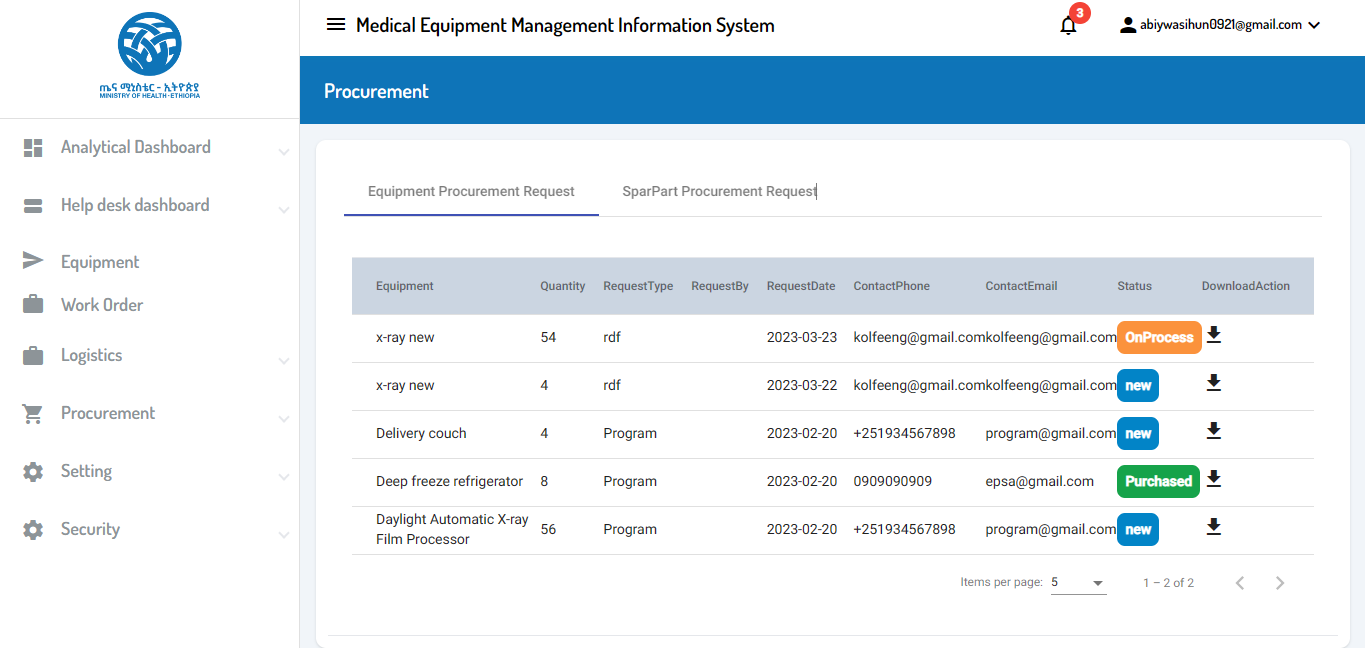 ጤና ሚኒስቴር - ኢትዮጵያ
MINISTRY OF HEALTH-ETHIOPIA
Medical Equipment Management Information System
3
abiywasihun0921@gmail.com
Procurement
Analytical Dashboard
Help desk dashboard
Equipment
Work Order
Logistics
Procurement
Setting
Security
Equipment Procurement Request SparPart Procurement Request
Equipment Quantity RequestType RequestBy RequestDate ContactPhone ContactEmail Status DownloadAction
x-ray new 54 rdf 2023-03-23 kolfeeng@gmail.comkolfeeng@gmail.com OnProcess
x-ray new 4 rdf 2023-03-22 kolfeeng@gmail.comkolfeeng@gmail.com new
Delivery couch 4 Program 2023-02-20 +251934567898 program@gmail.com new
Deep freeze refrigerator 8 Program 2023-02-20 0909090909 epsa@gmail.com Purchased
Daylight Automatic X-ray
Film Processor 56 Program 2023-02-20 +251934567898 program@gmail.com new
Items per page: 5 1 – 2 of 2